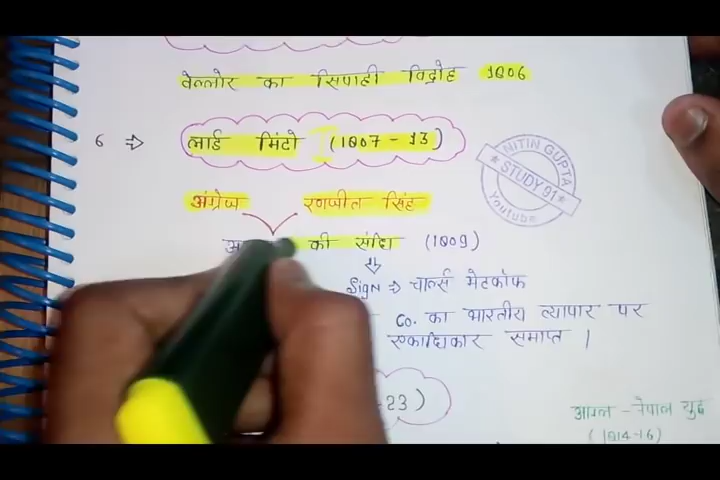 वेल्लोर का सिपाही विद्रोह 1806
6 ⇒ लार्ड मिंटो (1807 - 13)
NITIN GUPTA
STUDY 91
Youtube
अंग्रेज रणजीत सिंह
की संधि (1809)
Sign ⇒ चार्ल्स मेटकॉफ
Co. का भारतीय व्यापार पर
एकाधिकार समाप्त ।
23)
आंग्ल - नेपाल युद्ध
(1814-16)